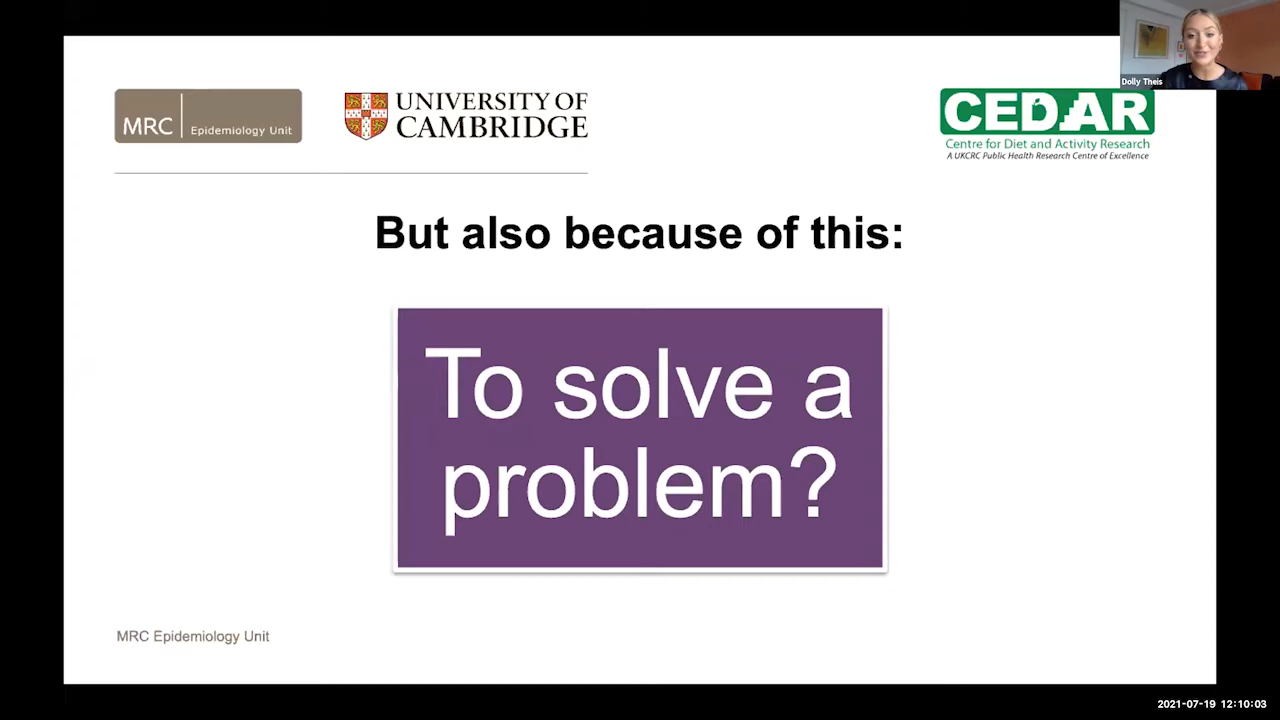 Dolly Theis
MRC
Epidemiology Unit
UNIVERSITY OF
CAMBRIDGE
CEDAR
Centre for Diet and Activity Research
A UKCRC Public Health Research Centre of Excellence
But also because of this:
To solve a
problem?
MRC Epidemiology Unit
2021-07-19 12:10:03